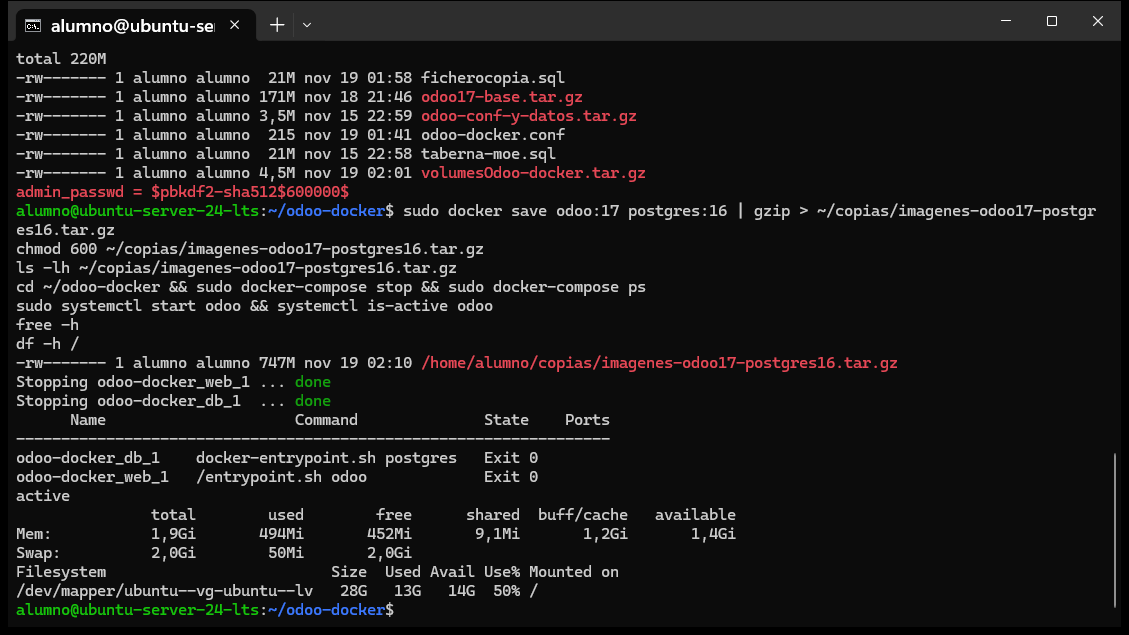 alumno@ubuntu-ser
total 220M
-rw------- 1 alumno alumno  21M nov 19 01:58 ficherocopia.sql
-rw------- 1 alumno alumno 171M nov 18 21:46 odoo17-base.tar.gz
-rw------- 1 alumno alumno 3,5M nov 15 22:59 odoo-conf-y-datos.tar.gz
-rw------- 1 alumno alumno  215 nov 19 01:41 odoo-docker.conf
-rw------- 1 alumno alumno  21M nov 15 22:58 taberna-moe.sql
-rw------- 1 alumno alumno 4,5M nov 19 02:01 volumesOdoo-docker.tar.gz
admin_passwd = $pbkdf2-sha512$600000$
alumno@ubuntu-server-24-lts:~/odoo-docker$ sudo docker save odoo:17 postgres:16 | gzip > ~/copias/imagenes-odoo17-postgr
es16.tar.gz
chmod 600 ~/copias/imagenes-odoo17-postgres16.tar.gz
ls -lh ~/copias/imagenes-odoo17-postgres16.tar.gz
cd ~/odoo-docker && sudo docker-compose stop && sudo docker-compose ps
sudo systemctl start odoo && systemctl is-active odoo
free -h
df -h /
-rw------- 1 alumno alumno 747M nov 19 02:10 /home/alumno/copias/imagenes-odoo17-postgres16.tar.gz
Stopping odoo-docker_web_1 ... done
Stopping odoo-docker_db_1  ... done
      Name                     Command              State    Ports
------------------------------------------------------------------
odoo-docker_db_1    docker-entrypoint.sh postgres   Exit 0
odoo-docker_web_1   /entrypoint.sh odoo             Exit 0
active
               total        used        free      shared  buff/cache   available
Mem:           1,9Gi       494Mi       452Mi       9,1Mi       1,2Gi       1,4Gi
Swap:          2,0Gi        50Mi       2,0Gi
Filesystem                         Size  Used Avail Use% Mounted on
/dev/mapper/ubuntu--vg-ubuntu--lv   28G   13G   14G  50% /
alumno@ubuntu-server-24-lts:~/odoo-docker$